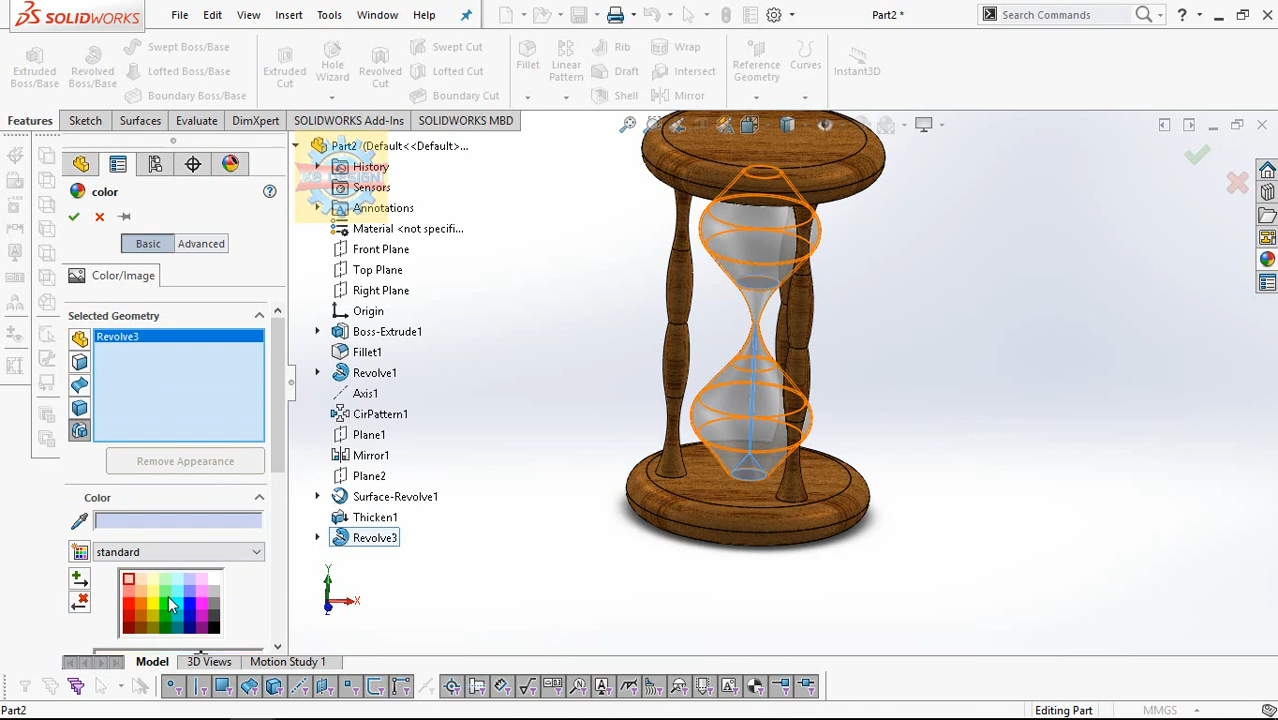 SOLIDWORKS
File Edit View Insert Tools Window Help
Part2 *
Search Commands
?
Extruded Boss/Base
Revolved Boss/Base
Swept Boss/Base
Lofted Boss/Base
Boundary Boss/Base
Extruded Cut
Hole Wizard
Revolved Cut
Swept Cut
Lofted Cut
Boundary Cut
Fillet
Linear Pattern
Rib
Draft
Shell
Wrap
Intersect
Mirror
Reference Geometry
Curves
Instant3D
Features Sketch Surfaces Evaluate DimXpert SOLIDWORKS Add-Ins SOLIDWORKS MBD
color
Basic Advanced
Color/Image
Selected Geometry
Revolve3
Remove Appearance
Color
standard
Part2 (Default<<Default>...
History
Sensors
Annotations
Material <not specifi...
Front Plane
Top Plane
Right Plane
Origin
Boss-Extrude1
Fillet1
Revolve1
Axis1
CirPattern1
Plane1
Mirror1
Plane2
Surface-Revolve1
Thicken1
Revolve3
Y
X
Z
Model 3D Views Motion Study 1
Part2
Editing Part
MMGS